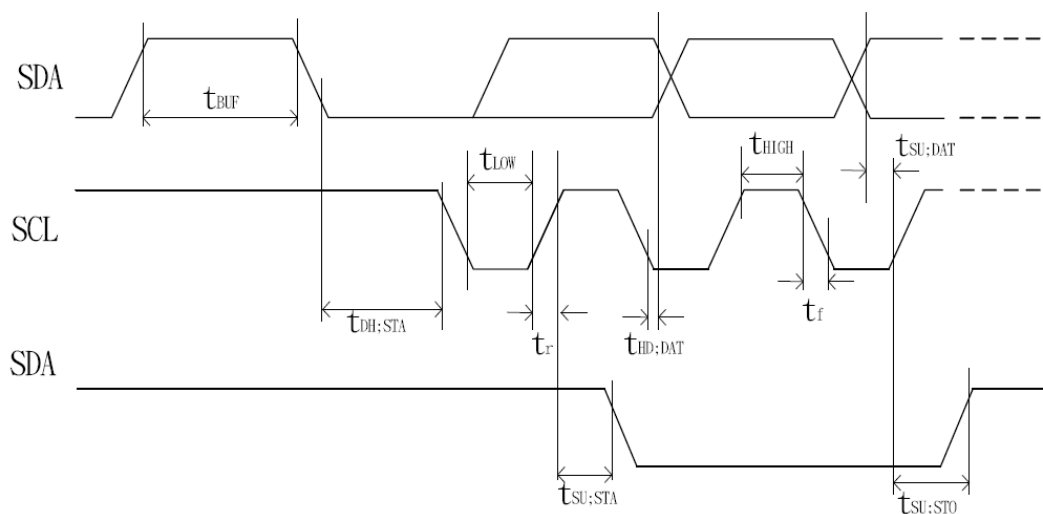 SDA
tBUF
tLOW
tHIGH
tSU;DAT
SCL
tDH;STA
tr
tHD;DAT
tf
SDA
tSU;STA
tSU;STO